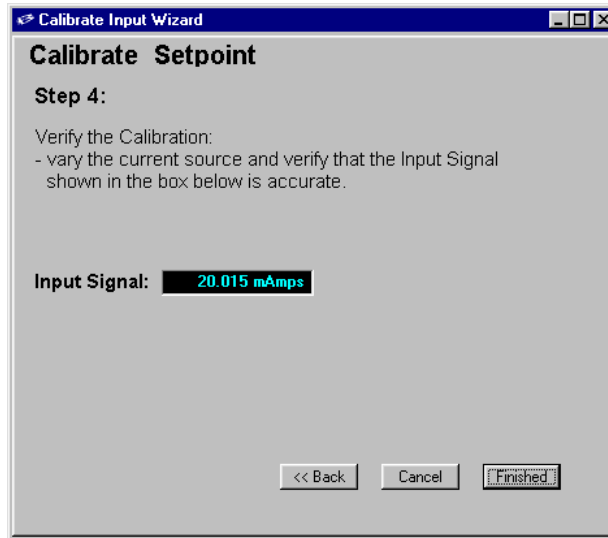 Calibrate Input Wizard
Calibrate Setpoint
Step 4:
Verify the Calibration:
- vary the current source and verify that the Input Signal
shown in the box below is accurate.
Input Signal: 20.015 mAmps
<< Back Cancel Finished